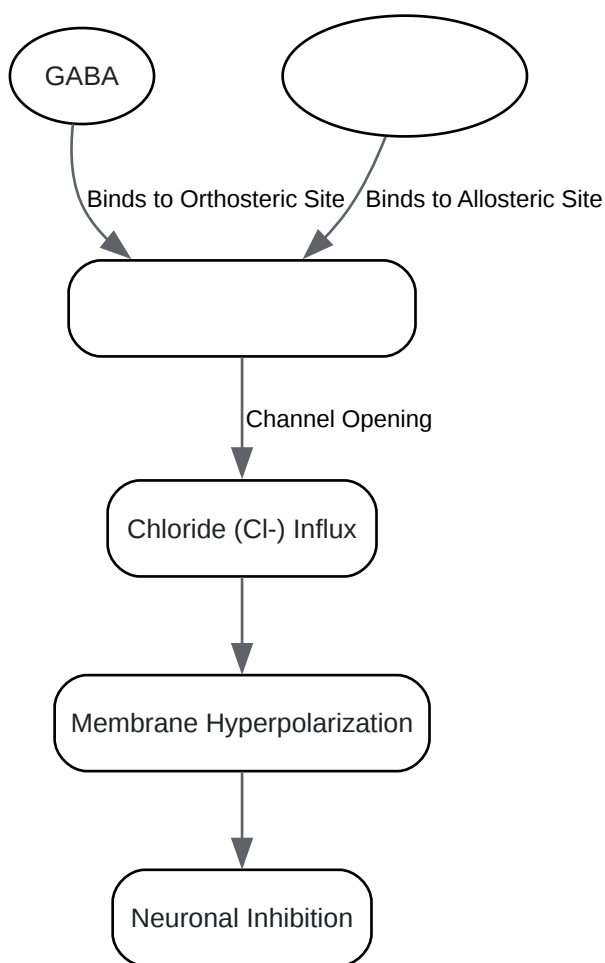 GABA
Binds to Orthosteric Site
Binds to Allosteric Site
Channel Opening
Chloride (Cl-) Influx
Membrane Hyperpolarization
Neuronal Inhibition